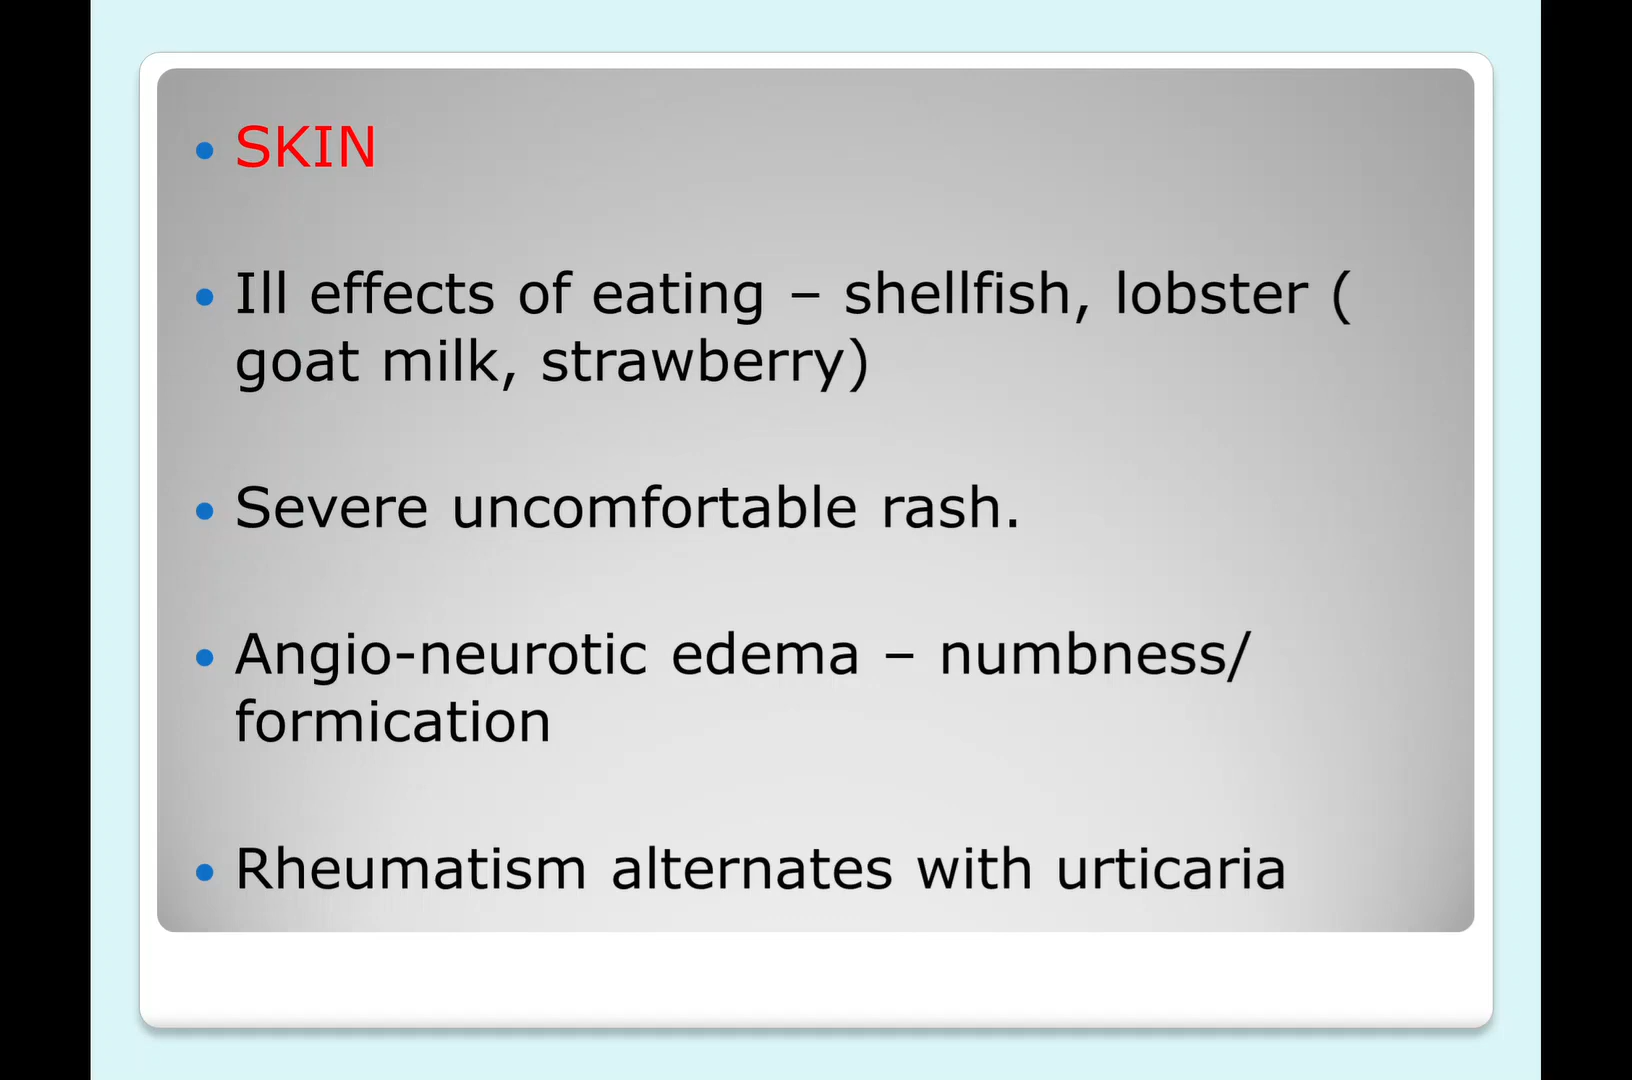 • SKIN
• Ill effects of eating – shellfish, lobster (
goat milk, strawberry)
• Severe uncomfortable rash.
• Angio-neurotic edema – numbness/
formication
• Rheumatism alternates with urticaria